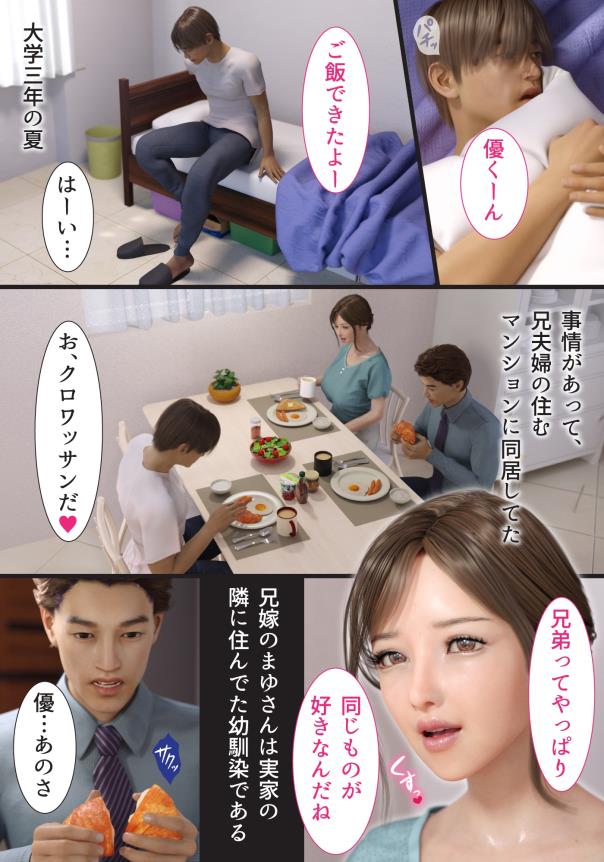 パチッ
優くーん
ご飯できたよー
大学三年の夏
はーい…
事情があって、
兄夫婦の住む
マンションに同居してた
お、クロワッサンだ♥
兄弟ってやっぱり
同じものが
好きなんだね
くすっ♥
兄嫁のまゆさんは実家の
隣に住んでた幼馴染である
サクッ
優…あのさ